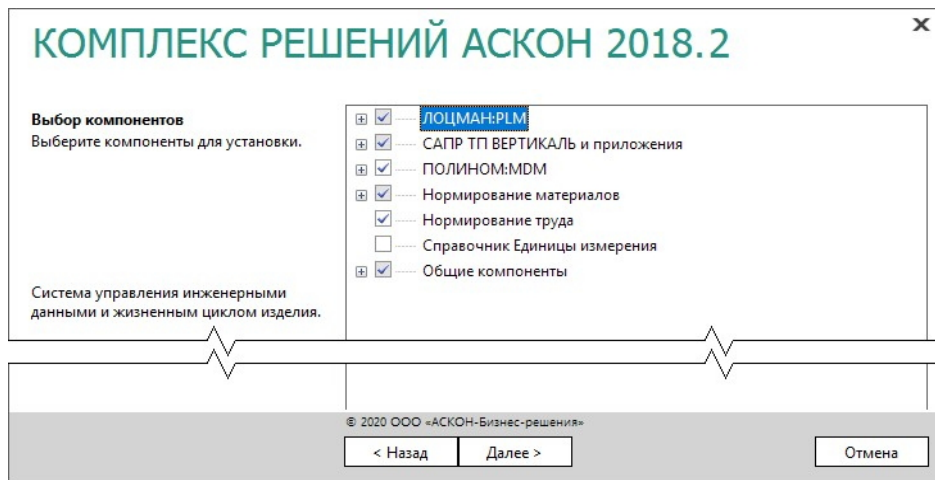 КОМПЛЕКС РЕШЕНИЙ АСКОН 2018.2
Выбор компонентов
Выберите компоненты для установки.
ЛОЦМАН:PLM
САПР ТП ВЕРТИКАЛЬ и приложения
ПОЛИНОМ:MDM
Нормирование материалов
Нормирование труда
Справочник Единицы измерения
Общие компоненты
Система управления инженерными
данными и жизненным циклом изделия.
© 2020 ООО «АСКОН-Бизнес-решения»
< Назад
Далее >
Отмена